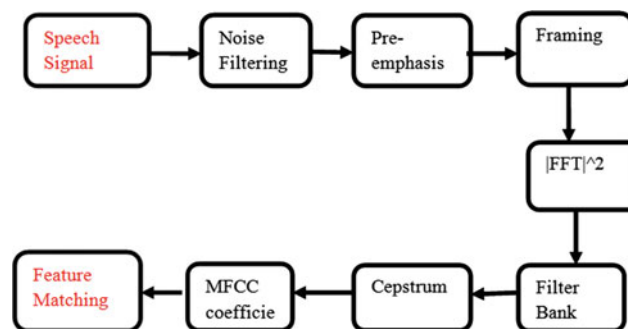 Speech
Signal
Noise
Filtering
Pre-
emphasis
Framing
|FFT|^2
Filter
Bank
Cepstrum
MFCC
coefficie
Feature
Matching